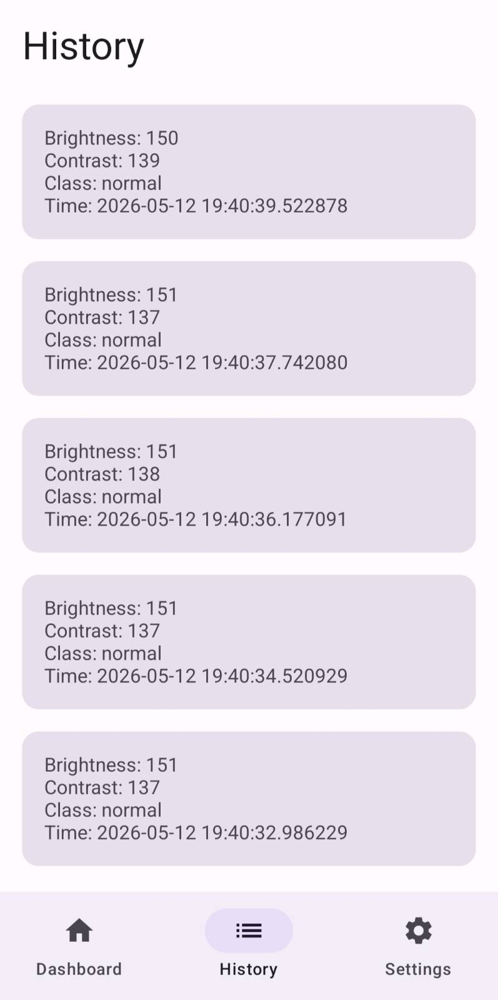 History
Brightness: 150
Contrast: 139
Class: normal
Time: 2026-05-12 19:40:39.522878
Brightness: 151
Contrast: 137
Class: normal
Time: 2026-05-12 19:40:37.742080
Brightness: 151
Contrast: 138
Class: normal
Time: 2026-05-12 19:40:36.177091
Brightness: 151
Contrast: 137
Class: normal
Time: 2026-05-12 19:40:34.520929
Brightness: 151
Contrast: 137
Class: normal
Time: 2026-05-12 19:40:32.986229
Dashboard
History
Settings